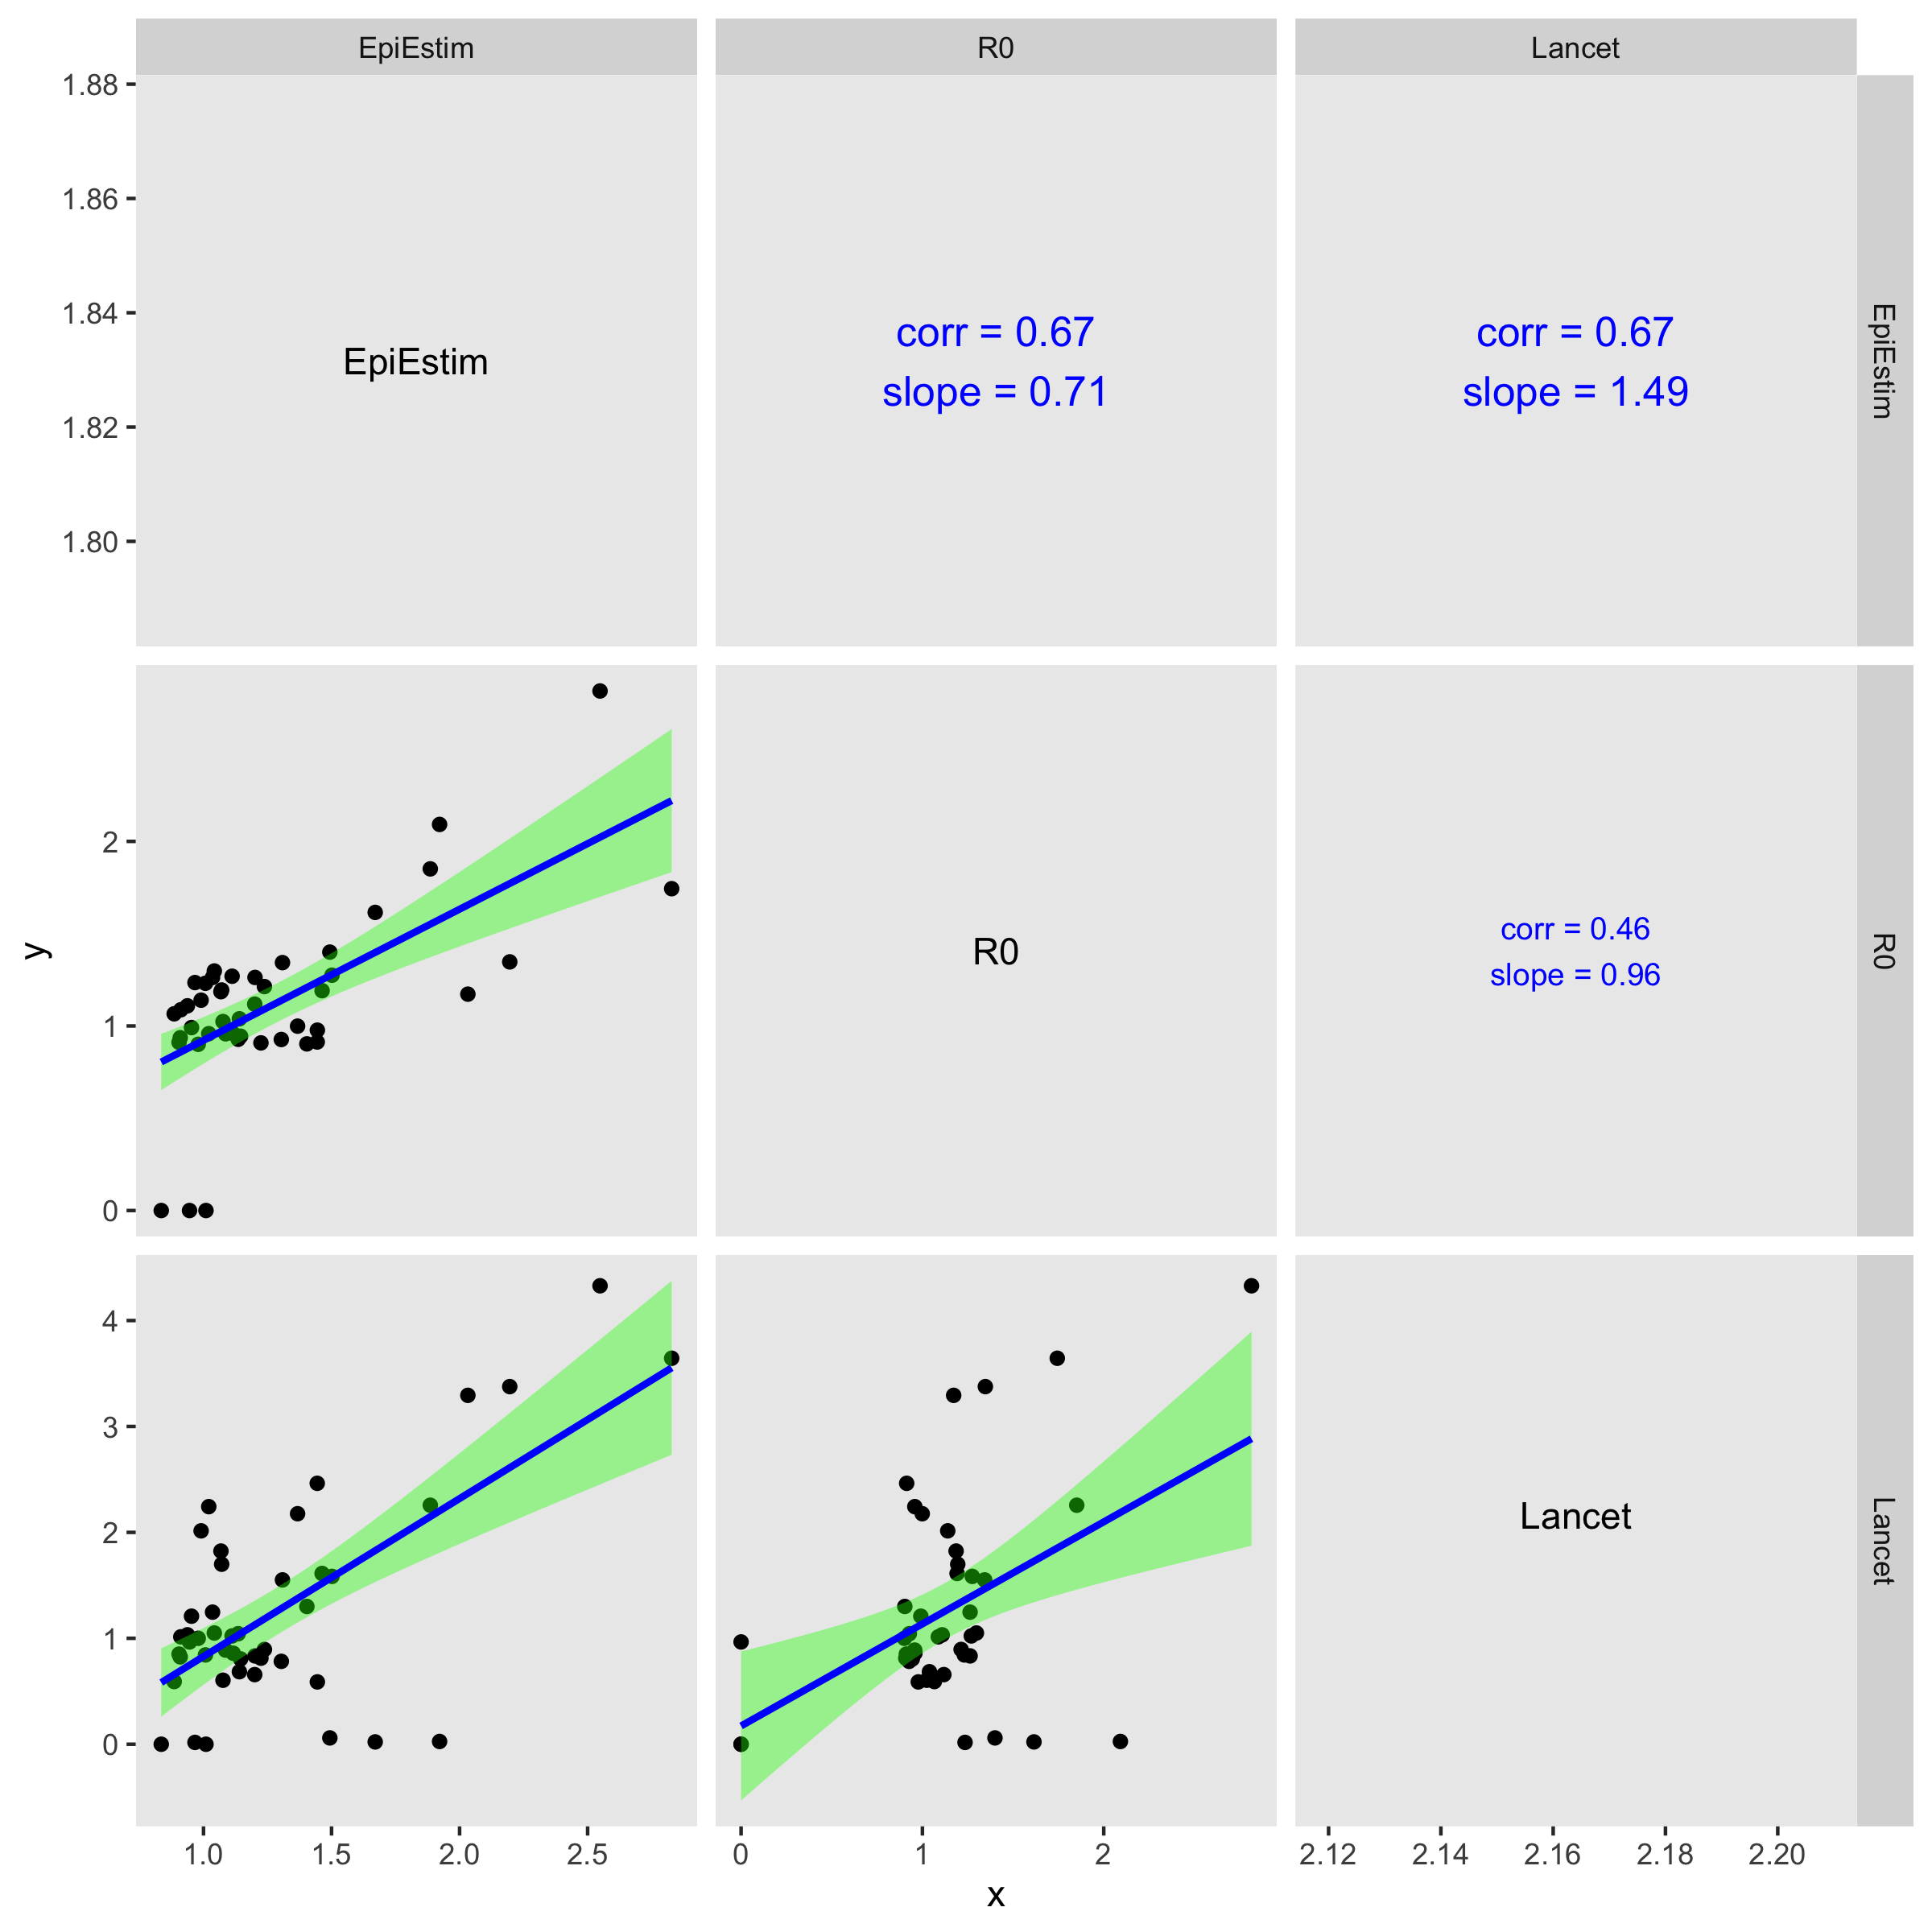 EpiEstim
R0
Lancet
1.88
1.86
1.84
1.82
1.80
EpiEstim
corr = 0.67
slope = 0.71
corr = 0.67
slope = 1.49
EpiEstim
2
1
0
R0
corr = 0.46
slope = 0.96
R0
y
4
3
2
1
0
Lancet
Lancet
1.0 1.5 2.0 2.5
0 1 2
2.12 2.14 2.16 2.18 2.20
x